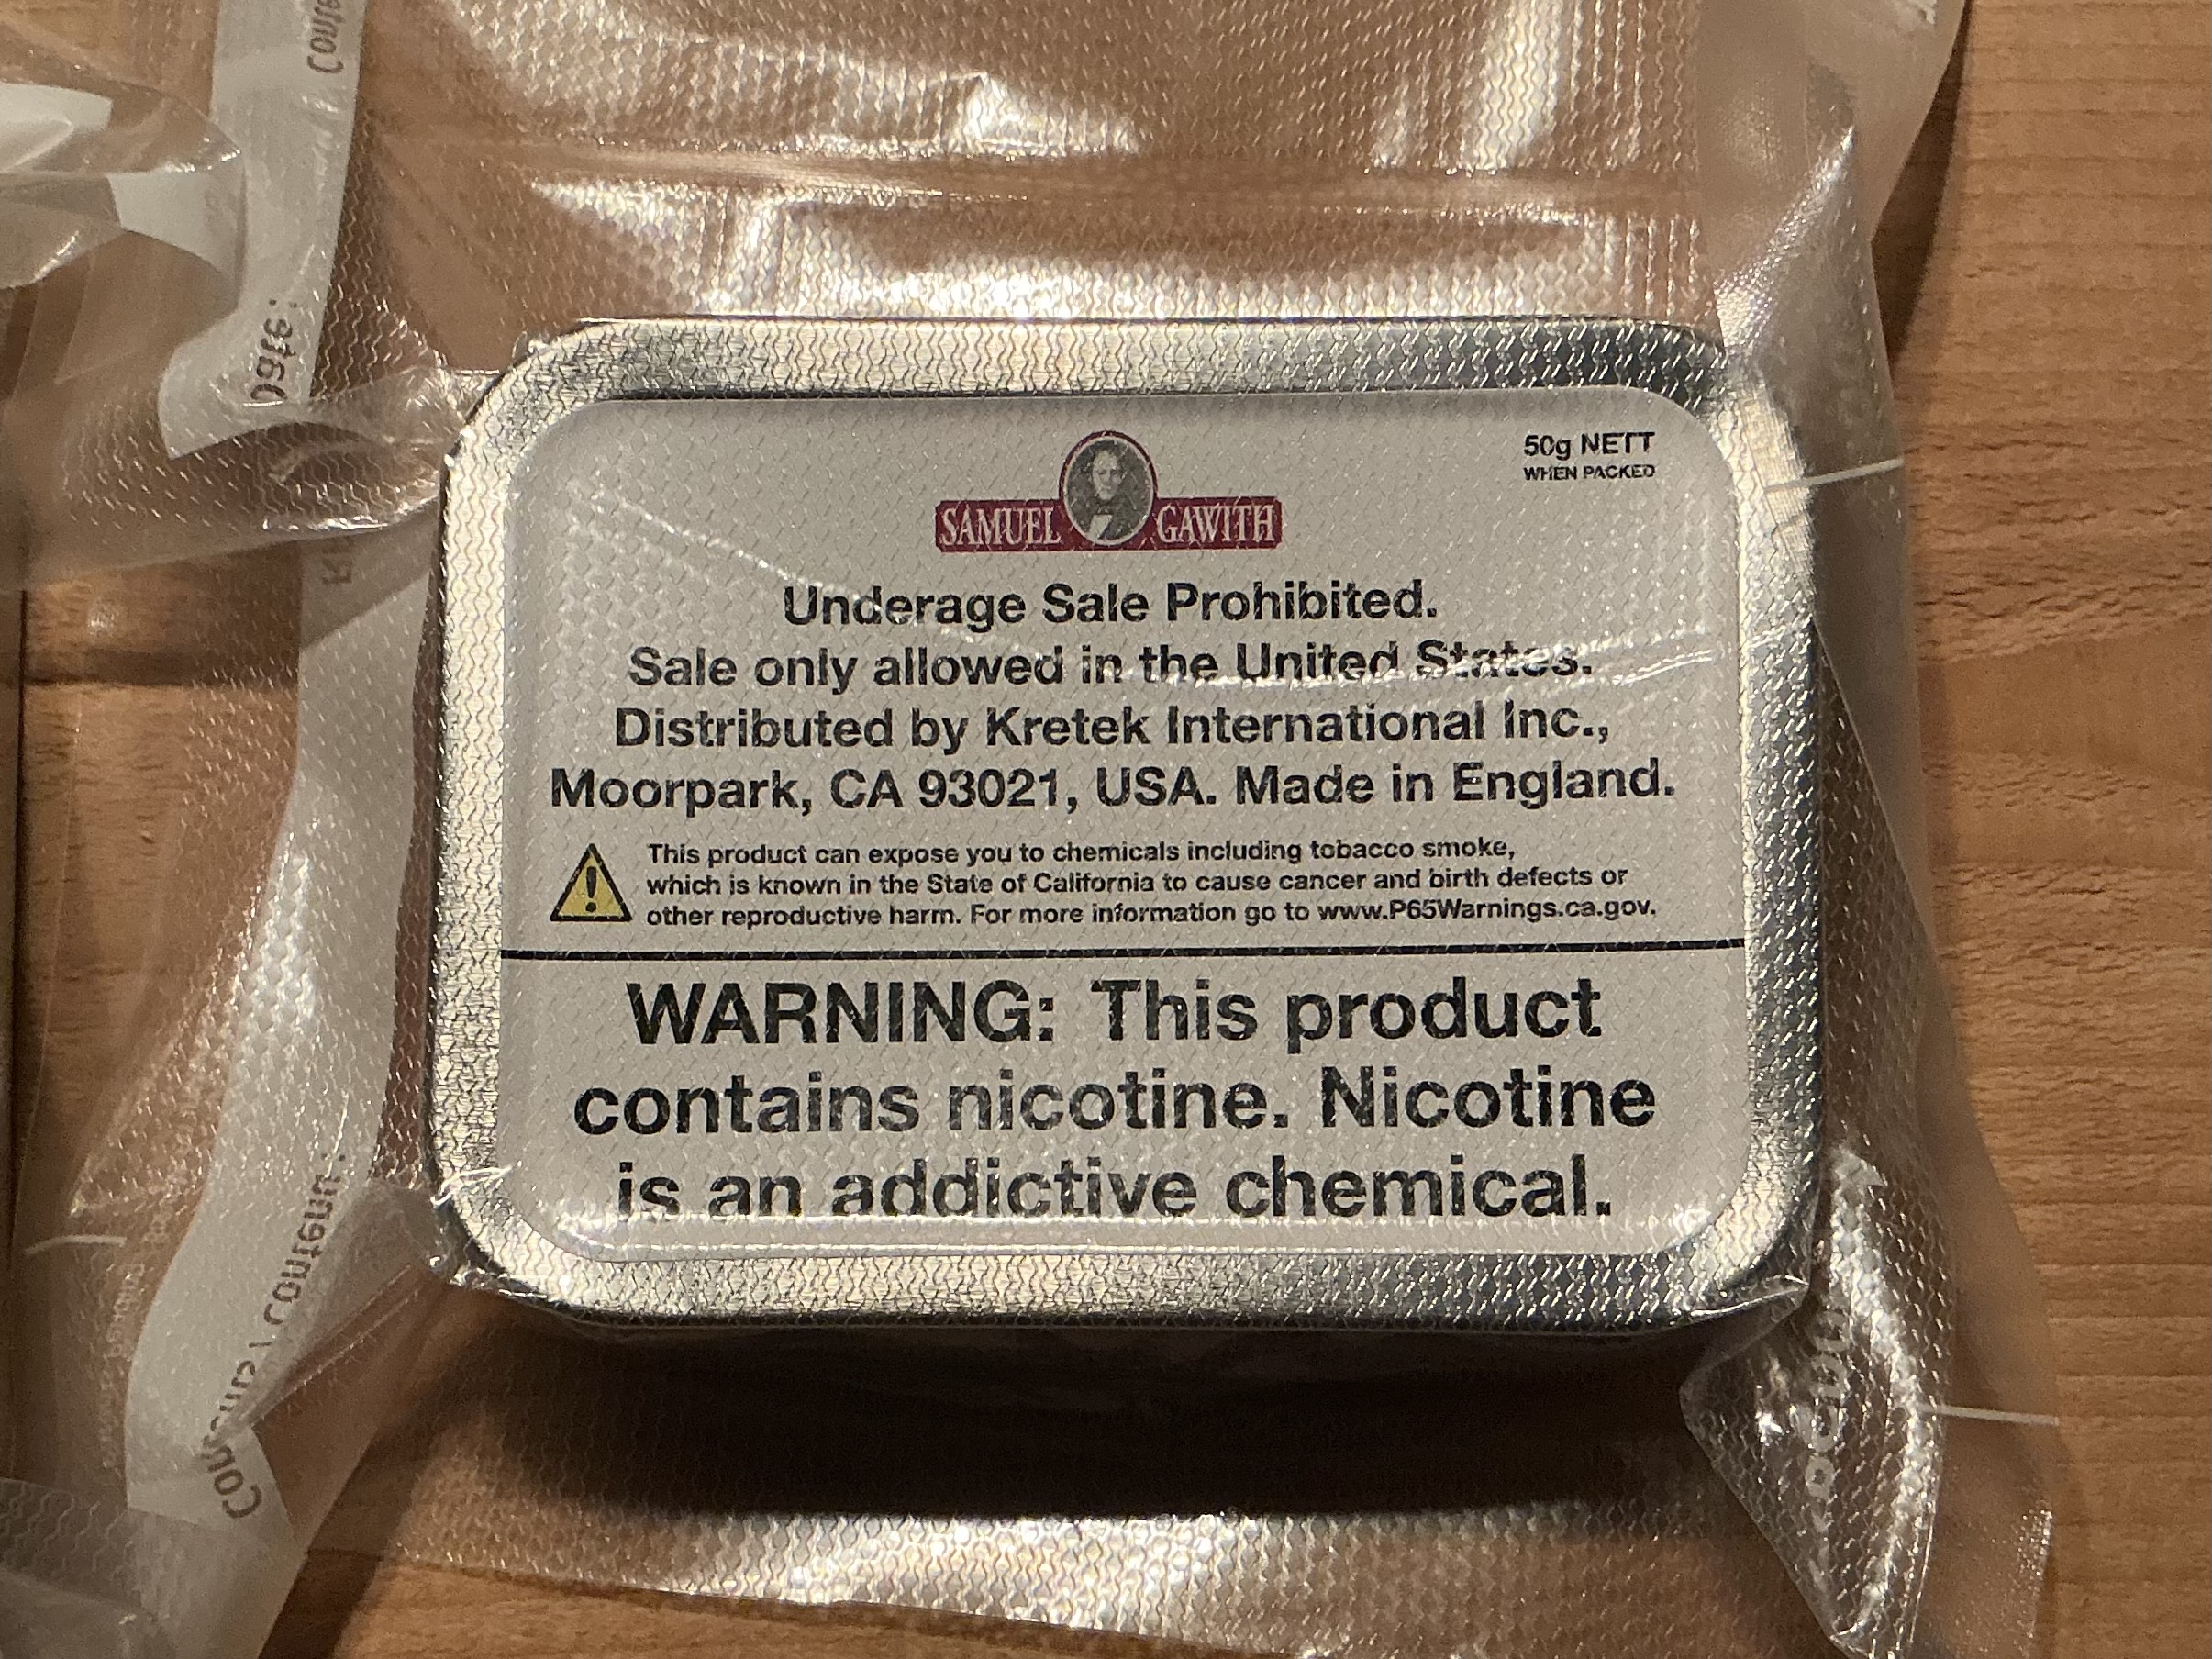 50g NETT
WHEN PACKED
SAMUEL GAWITH
Underage Sale Prohibited.
Sale only allowed in the United States.
Distributed by Kretek International Inc.,
Moorpark, CA 93021, USA. Made in England.
This product can expose you to chemicals including tobacco smoke,
which is known in the State of California to cause cancer and birth defects or
other reproductive harm. For more information go to www.P65Warnings.ca.gov.
WARNING: This product
contains nicotine. Nicotine
is an addictive chemical.
Date :
Contents / Contenu :